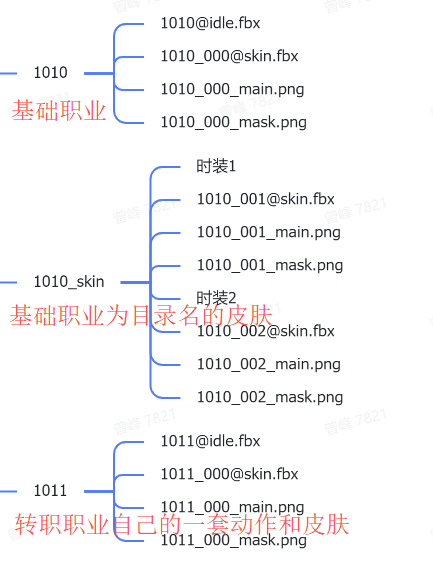 1010@idle.fbx
1010_000@skin.fbx
1010
1010_000_main.png
基础职业
1010_000_mask.png
时装1
1010_001@skin.fbx
1010_001_main.png
1010_001_mask.png
1010_skin
时装2
基础职业为目录名的皮肤
1010_002@skin.fbx
1010_002_main.png
1010_002_mask.png
1011@idle.fbx
1011_000@skin.fbx
1011
1011_000_main.png
转职职业自己的一套动作和皮肤
1011_000_mask.png
曾峰 7821